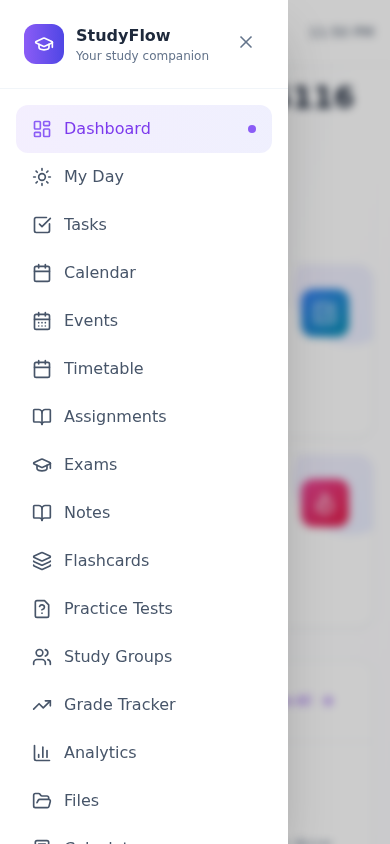 StudyFlow
Your study companion
Dashboard
My Day
Tasks
Calendar
Events
Timetable
Assignments
Exams
Notes
Flashcards
Practice Tests
Study Groups
Grade Tracker
Analytics
Files